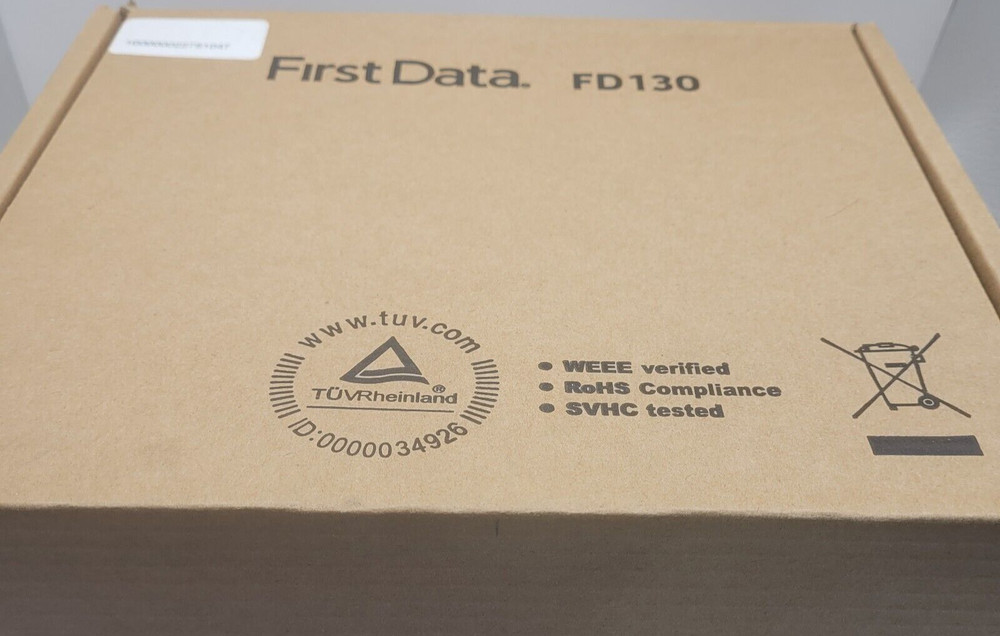 First Data. FD130
www.tuv.com
TÜVRheinland®
ID:0000034926
• WEEE verified
• RoHS Compliance
• SVHC tested